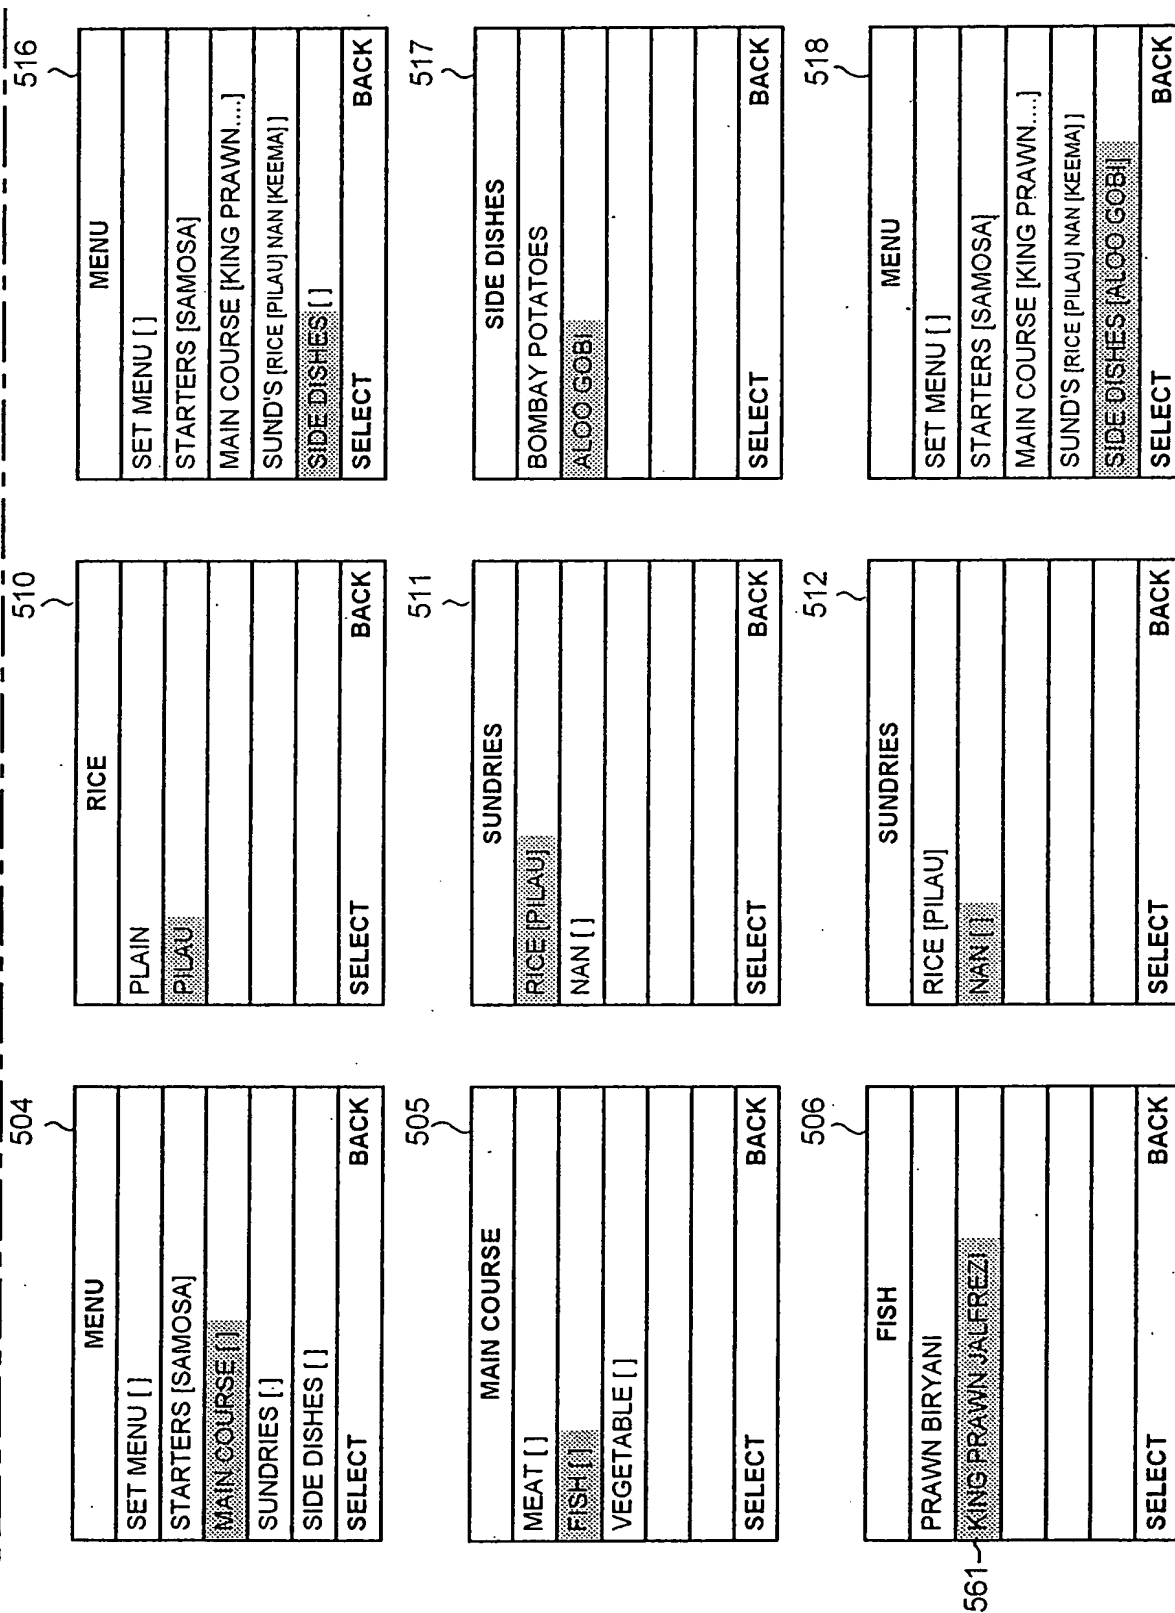 504
MENU
SET MENU [ ]
STARTERS [SAMOSA]
MAIN COURSE [ ]
SUNDRIES [ ]
SIDE DISHES [ ]
SELECT BACK
505
MAIN COURSE
MEAT [ ]
FISH [ ]
VEGETABLE [ ]
SELECT BACK
506
FISH
PRAWN BIRYANI
561 KING PRAWN JALFREZI
SELECT BACK
510
RICE
PLAIN
PILAU
SELECT BACK
511
SUNDRIES
RICE [PILAU]
NAN [ ]
SELECT BACK
512
SUNDRIES
RICE [PILAU]
NAN [ ]
SELECT BACK
516
MENU
SET MENU [ ]
STARTERS [SAMOSA]
MAIN COURSE [KING PRAWN....]
SUND'S [RICE [PILAU] NAN [KEEMA] ]
SIDE DISHES [ ]
SELECT BACK
517
SIDE DISHES
BOMBAY POTATOES
ALOO GOBI
SELECT BACK
518
MENU
SET MENU [ ]
STARTERS [SAMOSA]
MAIN COURSE [KING PRAWN....]
SUND'S [RICE [PILAU] NAN [KEEMA] ]
SIDE DISHES [ALOO GOBI]
SELECT BACK